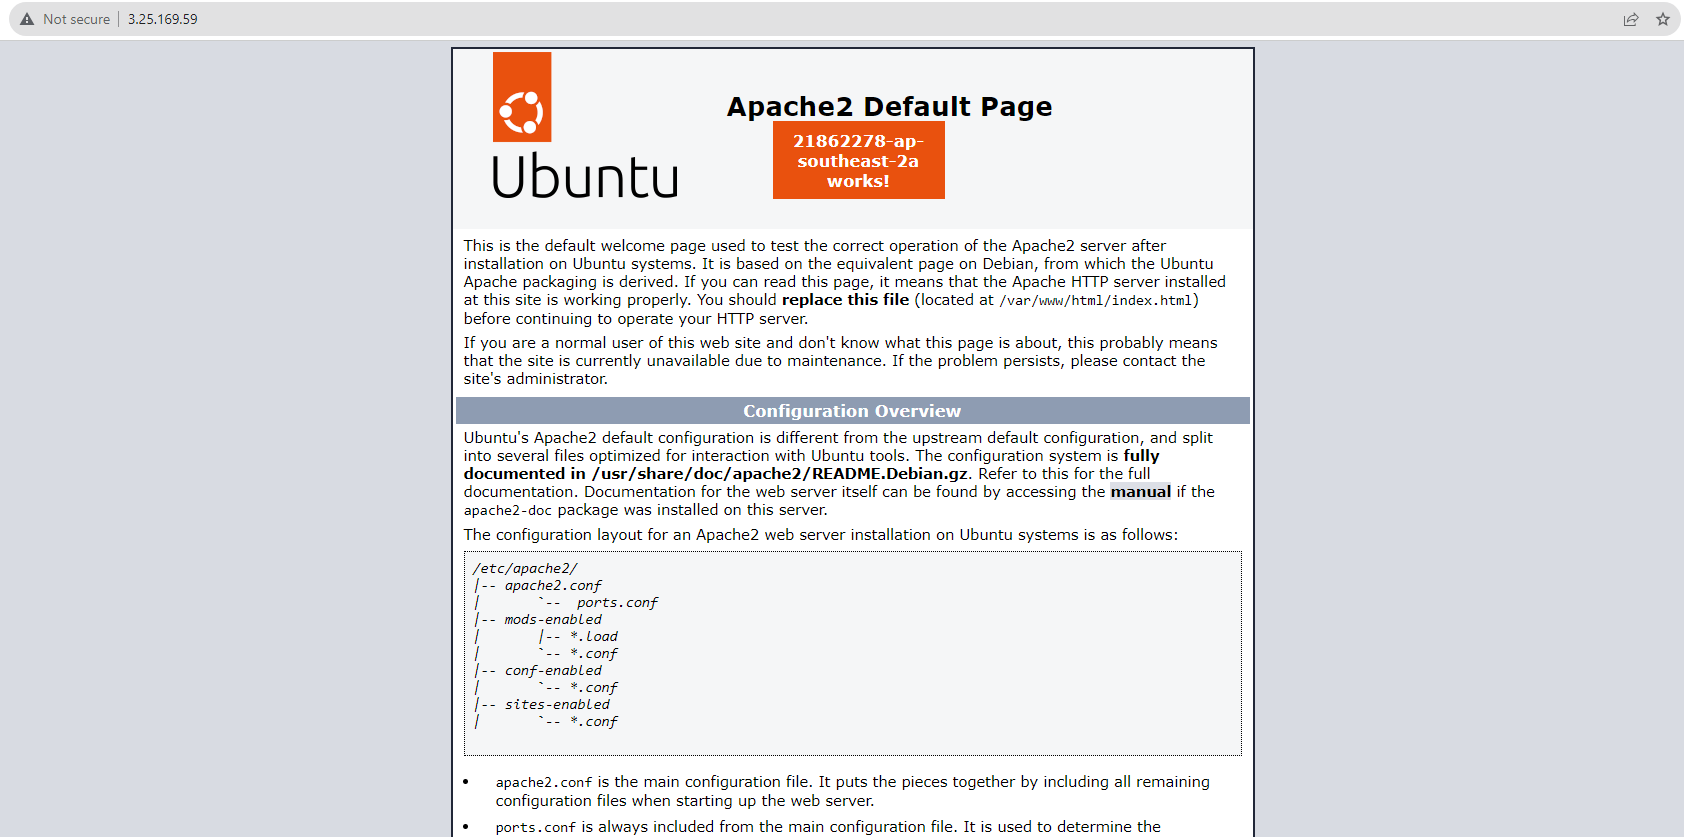 Not secure | 3.25.169.59
Ubuntu
Apache2 Default Page
21862278-ap-
southeast-2a
works!
This is the default welcome page used to test the correct operation of the Apache2 server after
installation on Ubuntu systems. It is based on the equivalent page on Debian, from which the Ubuntu
Apache packaging is derived. If you can read this page, it means that the Apache HTTP server installed
at this site is working properly. You should replace this file (located at /var/www/html/index.html)
before continuing to operate your HTTP server.
If you are a normal user of this web site and don't know what this page is about, this probably means
that the site is currently unavailable due to maintenance. If the problem persists, please contact the
site's administrator.
Configuration Overview
Ubuntu's Apache2 default configuration is different from the upstream default configuration, and split
into several files optimized for interaction with Ubuntu tools. The configuration system is fully
documented in /usr/share/doc/apache2/README.Debian.gz. Refer to this for the full
documentation. Documentation for the web server itself can be found by accessing the manual if the
apache2-doc package was installed on this server.
The configuration layout for an Apache2 web server installation on Ubuntu systems is as follows:
/etc/apache2/
|-- apache2.conf
|       `--  ports.conf
|-- mods-enabled
|       |-- *.load
|       `-- *.conf
|-- conf-enabled
|       `-- *.conf
|-- sites-enabled
|       `-- *.conf
• apache2.conf is the main configuration file. It puts the pieces together by including all remaining
configuration files when starting up the web server.
• ports.conf is always included from the main configuration file. It is used to determine the